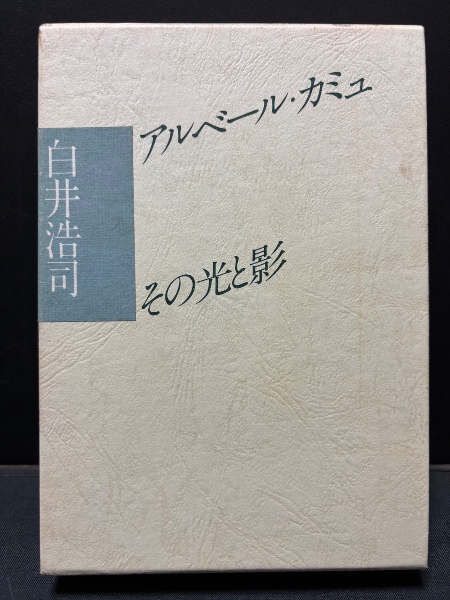 アルベール・カミュ
その光と影
白井浩司